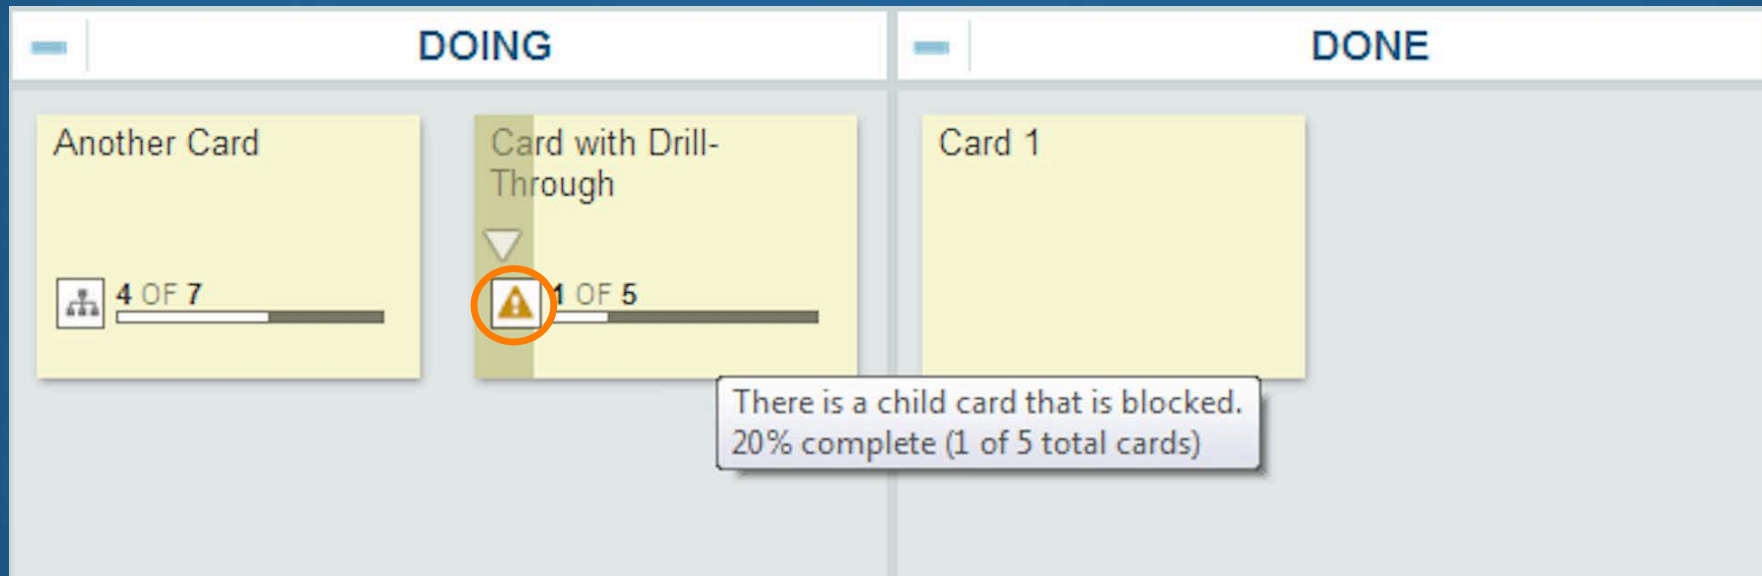 DOING
DONE
Another Card
4 OF 7
Card with Drill-
Through
1 OF 5
Card 1
There is a child card that is blocked.
20% complete (1 of 5 total cards)